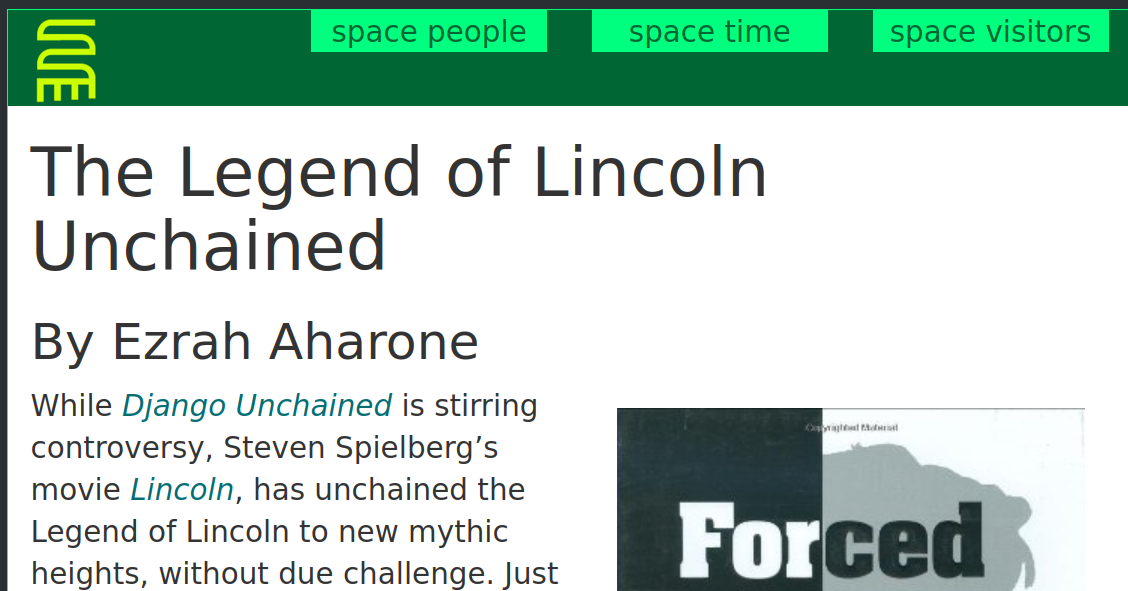 space people
space time
space visitors
The Legend of Lincoln
Unchained
By Ezrah Aharone
While Django Unchained is stirring
controversy, Steven Spielberg’s
movie Lincoln, has unchained the
Legend of Lincoln to new mythic
heights, without due challenge. Just
Copyrighted Material
Forced